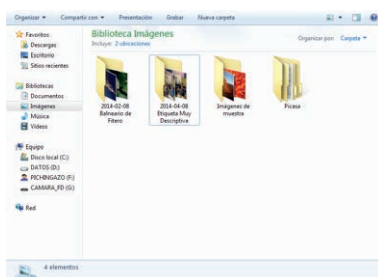 Organizar Compartir con Presentación Grabar Nueva carpeta
Favoritos
Descargas
Escritorio
Sitios recientes
Bibliotecas
Documentos
Imágenes
Música
Vídeos
Equipo
Disco local (C:)
DATOS (D:)
PICHINGAZO (F:)
CAMARA_FD (G:)
Red
Biblioteca Imágenes
Incluye: 2 ubicaciones
Organizar por: Carpeta
2014-02-08
Balneario de
Fitero
2014-04-08
Etiqueta Muy
Descriptiva
Imágenes de
muestra
Picasa
4 elementos